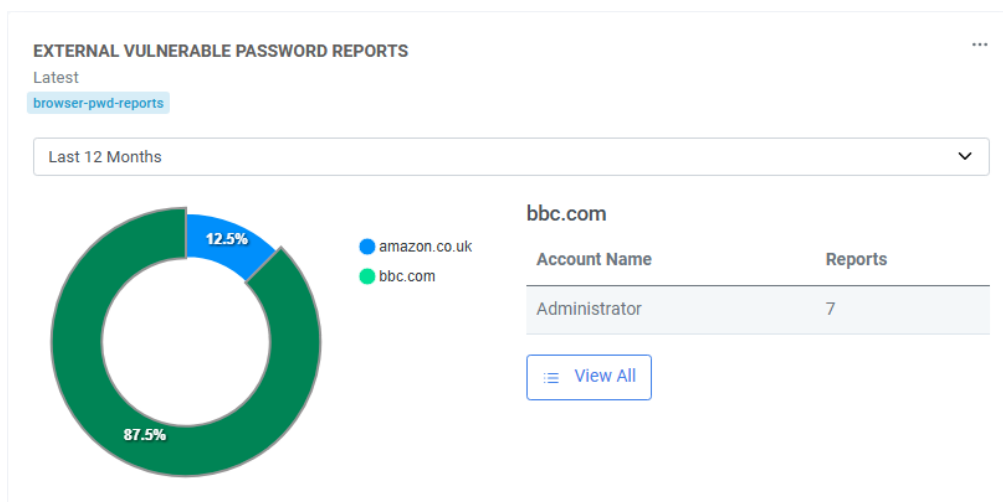 EXTERNAL VULNERABLE PASSWORD REPORTS
...
Latest
browser-pwd-reports
Last 12 Months
12.5%
87.5%
amazon.co.uk
bbc.com
bbc.com
Account Name Reports
Administrator 7
View All